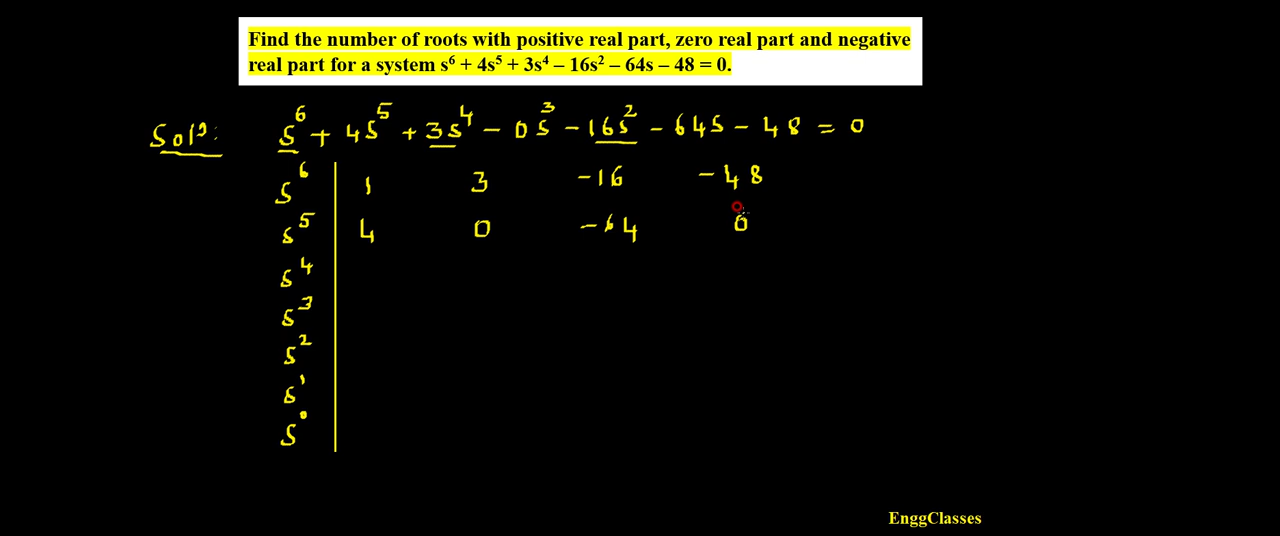 Find the number of roots with positive real part, zero real part and negative
real part for a system s⁶ + 4s⁵ + 3s⁴ – 16s² – 64s – 48 = 0.
Solⁿ: s⁶ + 4s⁵ + 3s⁴ - 0s³ - 16s² - 64s - 48 = 0
s⁶ 1 3 -16 -48
s⁵ 4 0 -64 0
s⁴
s³
s²
s¹
s⁰
EnggClasses